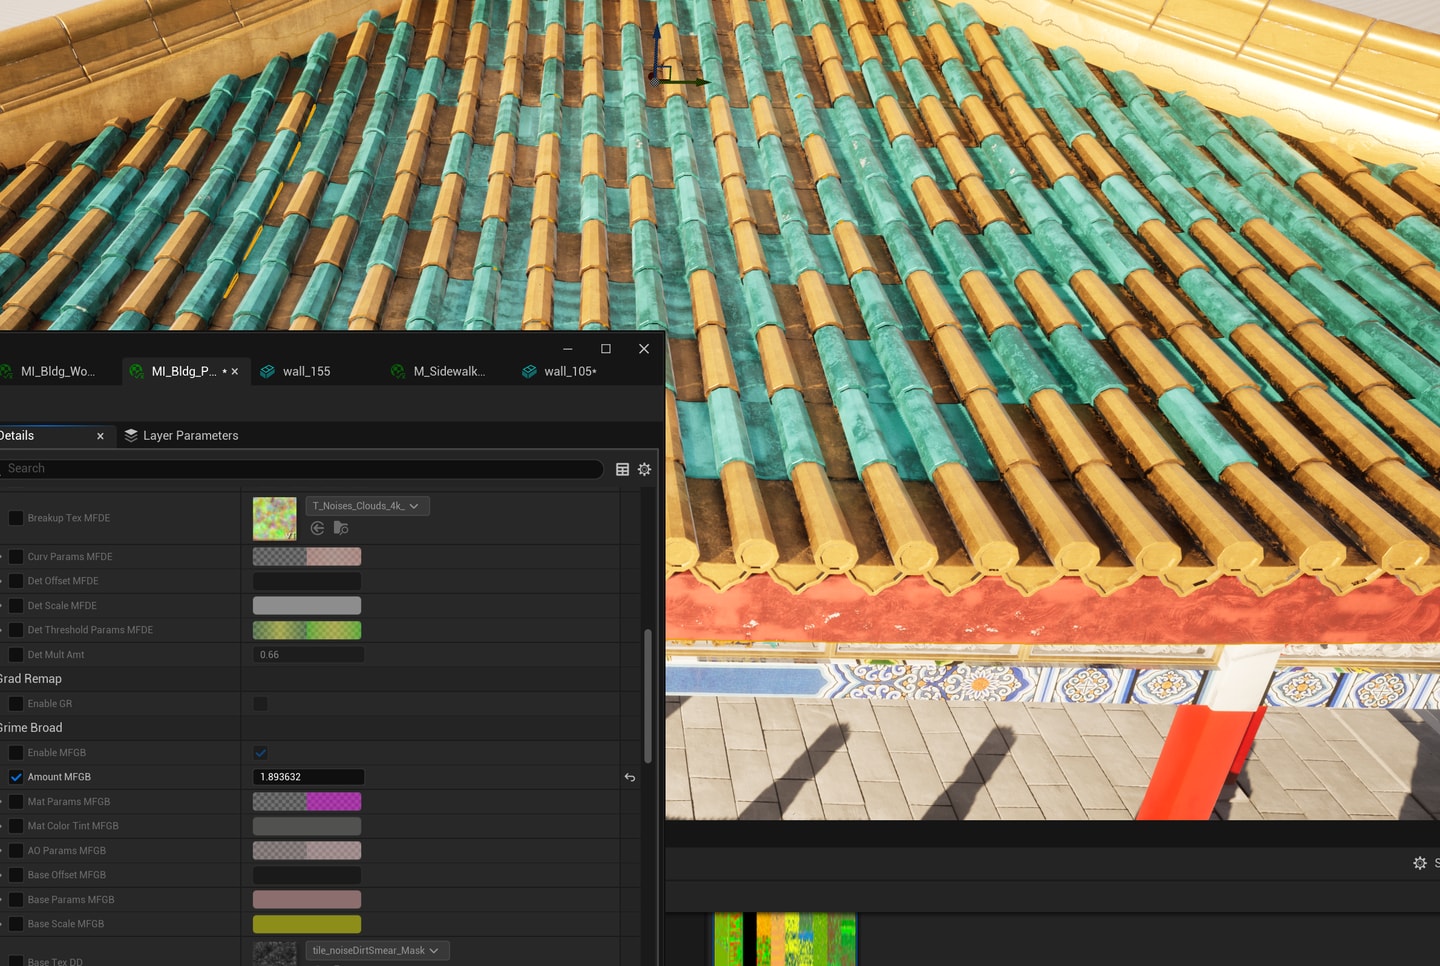 MI_Bldg_Wo...
MI_Bldg_P... *
wall_155
M_Sidewalk...
wall_105*
Details
Layer Parameters
Search
Breakup Tex MFDE
T_Noises_Clouds_4k_
Curv Params MFDE
Det Offset MFDE
Det Scale MFDE
Det Threshold Params MFDE
Det Mult Amt
0.66
Grad Remap
Enable GR
Grime Broad
Enable MFGB
Amount MFGB
1.893632
Mat Params MFGB
Mat Color Tint MFGB
AO Params MFGB
Base Offset MFGB
Base Params MFGB
Base Scale MFGB
Base Tex DD
tile_noiseDirtSmear_Mask
S